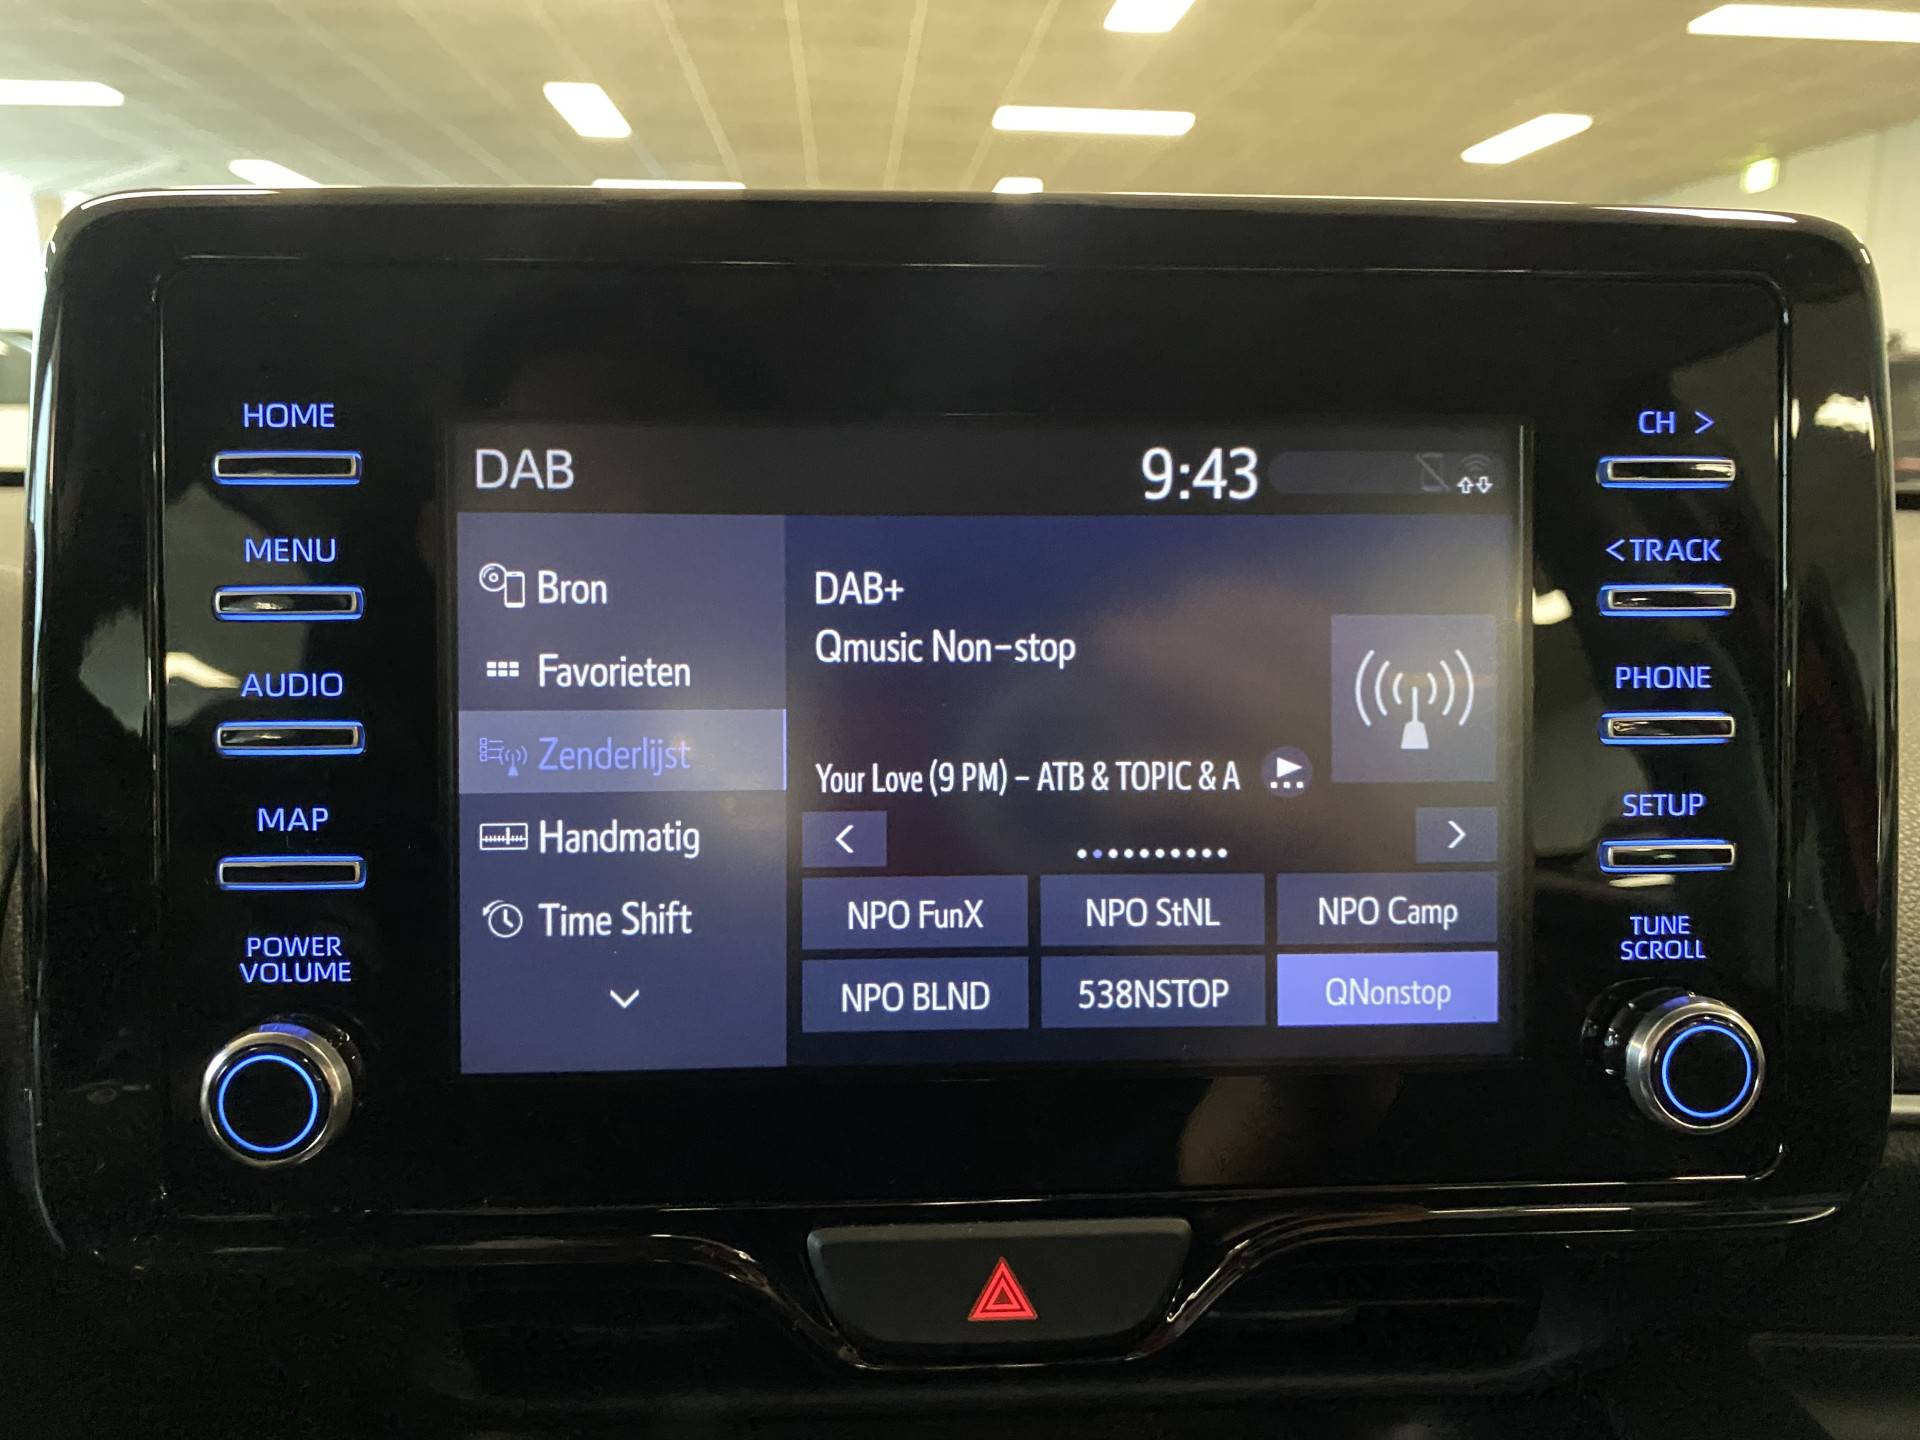 HOME
MENU
AUDIO
MAP
POWER
VOLUME
DAB
9:43
Bron
Favorieten
Zenderlijst
Handmatig
Time Shift
DAB+
Qmusic Non-stop
Your Love (9 PM) - ATB & TOPIC & A
NPO FunX
NPO StNL
NPO Camp
NPO BLND
538NSTOP
QNonstop
CH >
<TRACK
PHONE
SETUP
TUNE
SCROLL